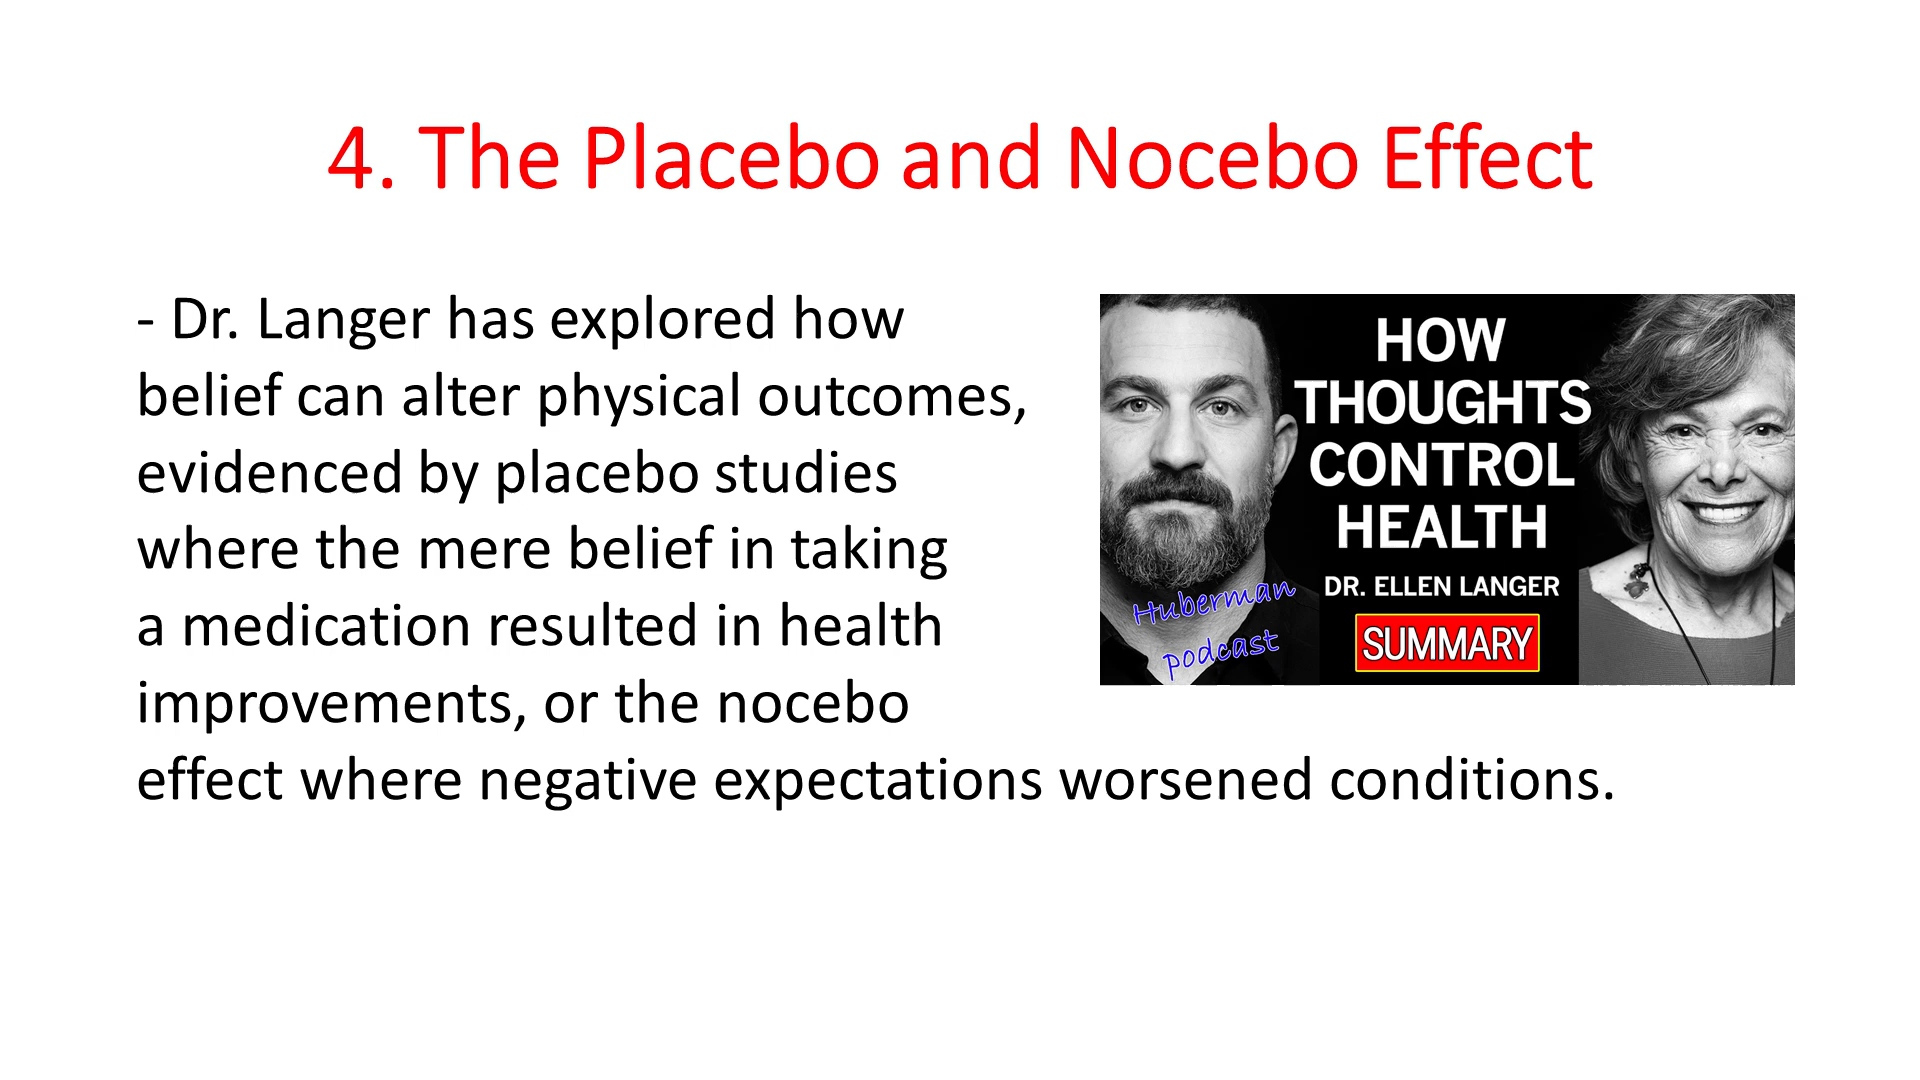 4. The Placebo and Nocebo Effect
- Dr. Langer has explored how
belief can alter physical outcomes,
evidenced by placebo studies
where the mere belief in taking
a medication resulted in health
improvements, or the nocebo
effect where negative expectations worsened conditions.
HOW
THOUGHTS
CONTROL
HEALTH
DR. ELLEN LANGER
SUMMARY
Huberman
podcast